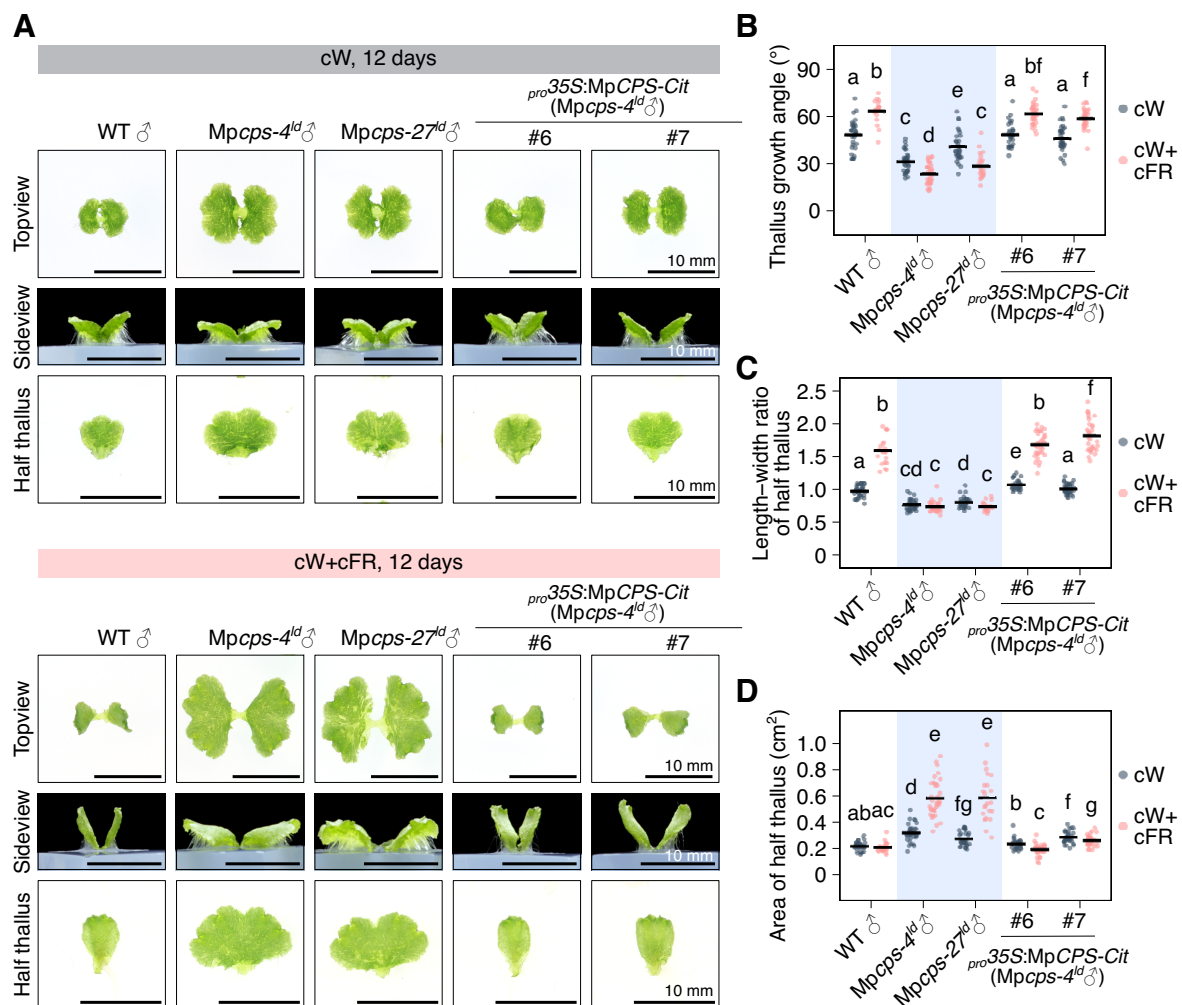 A
cW, 12 days
pro35S:MpCPS-Cit
(Mpcps-4ld♂)
WT ♂ Mpcps-4ld♂ Mpcps-27ld♂ #6 #7
Topview
10 mm
Sideview
10 mm
Half thallus
10 mm
cW+cFR, 12 days
pro35S:MpCPS-Cit
(Mpcps-4ld♂)
WT ♂ Mpcps-4ld♂ Mpcps-27ld♂ #6 #7
Topview
10 mm
Sideview
10 mm
Half thallus
10 mm
B
Thallus growth angle (°)
90
60
30
0
a b c d e c a bf a f
cW
cW+
cFR
WT ♂ Mpcps-4ld♂ Mpcps-27ld♂ #6 #7
pro35S:MpCPS-Cit
(Mpcps-4ld♂)
C
Length–width ratio
of half thallus
2.5
2.0
1.5
1.0
0.5
0
a b cd c d c e b a f
cW
cW+
cFR
WT ♂ Mpcps-4ld♂ Mpcps-27ld♂ #6 #7
pro35S:MpCPS-Cit
(Mpcps-4ld♂)
D
Area of half thallus (cm2)
1.0
0.8
0.6
0.4
0.2
0
ab ac d e fg e b c f g
cW
cW+
cFR
WT ♂ Mpcps-4ld♂ Mpcps-27ld♂ #6 #7
pro35S:MpCPS-Cit
(Mpcps-4ld♂)